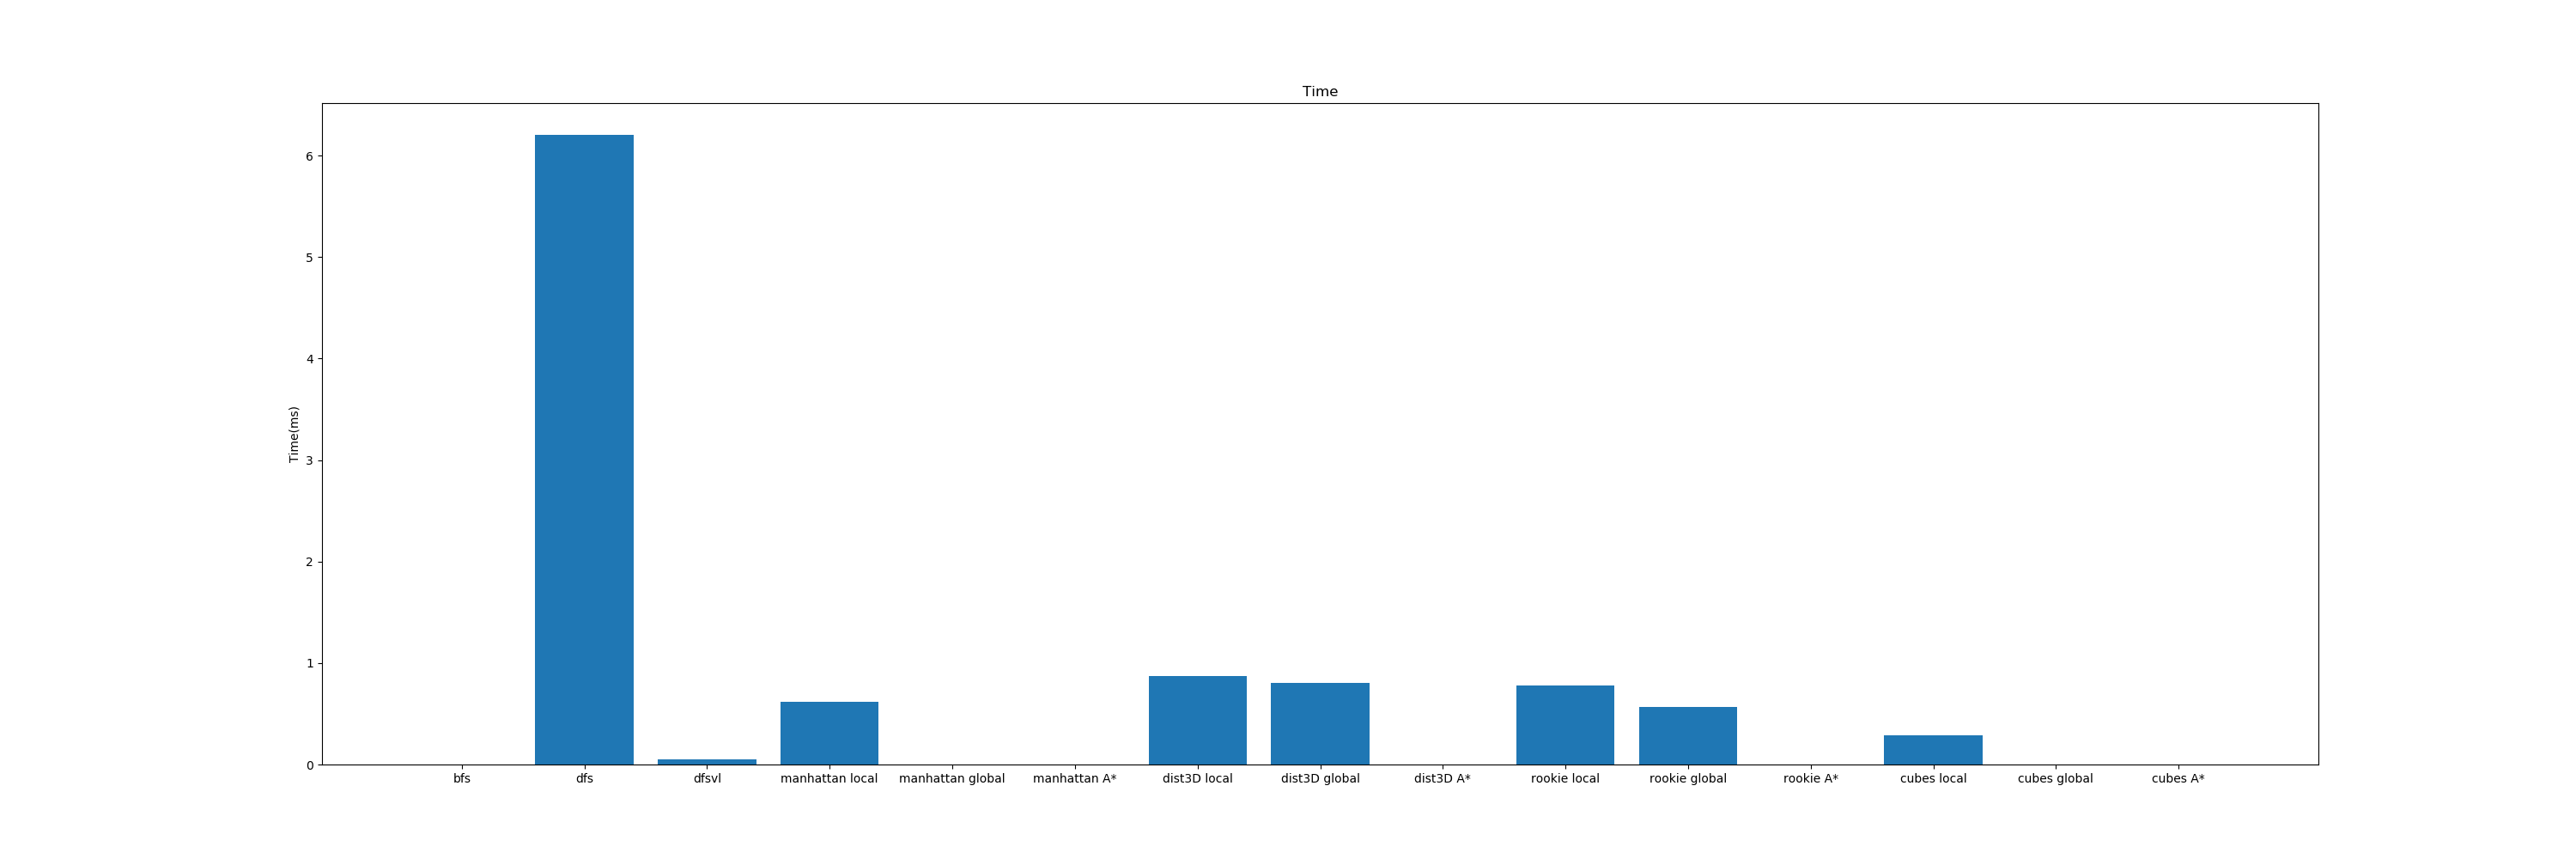 Time
Time(ms)
6
5
4
3
2
1
0
bfs dfs dfsvl manhattan local manhattan global manhattan A* dist3D local dist3D global dist3D A* rookie local rookie global rookie A* cubes local cubes global cubes A*